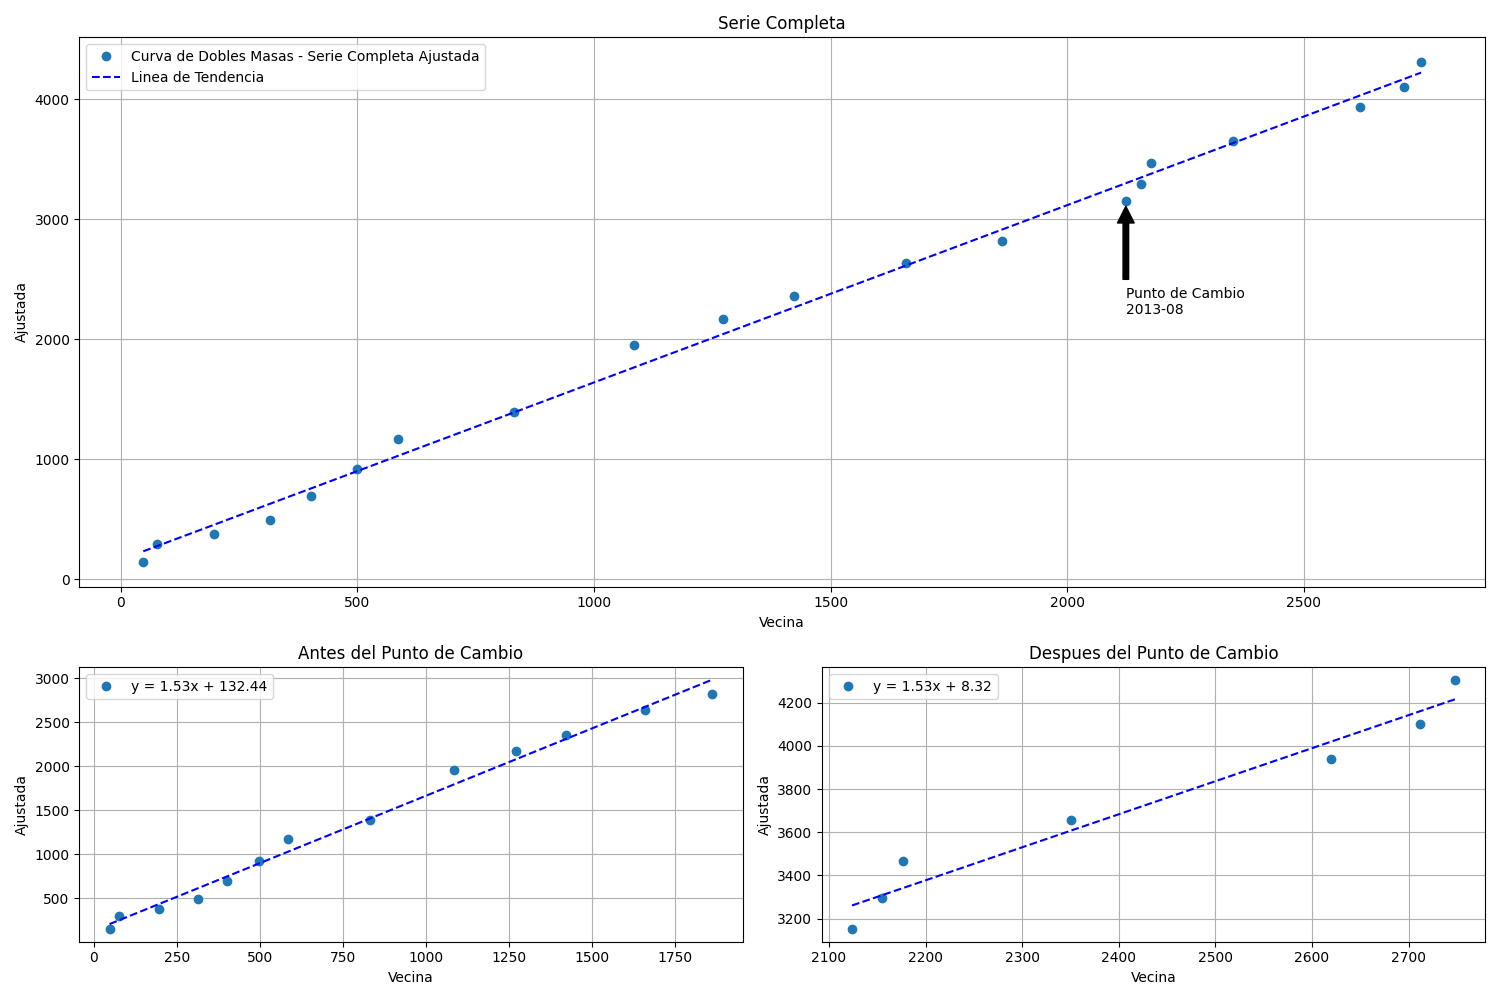 Serie Completa
Curva de Dobles Masas - Serie Completa Ajustada
Linea de Tendencia
Ajustada
4000
3000
2000
1000
0
Punto de Cambio
2013-08
0 500 1000 1500 2000 2500
Vecina
Antes del Punto de Cambio
y = 1.53x + 132.44
Ajustada
3000
2500
2000
1500
1000
500
0 250 500 750 1000 1250 1500 1750
Vecina
Despues del Punto de Cambio
y = 1.53x + 8.32
Ajustada
4200
4000
3800
3600
3400
3200
2100 2200 2300 2400 2500 2600 2700
Vecina